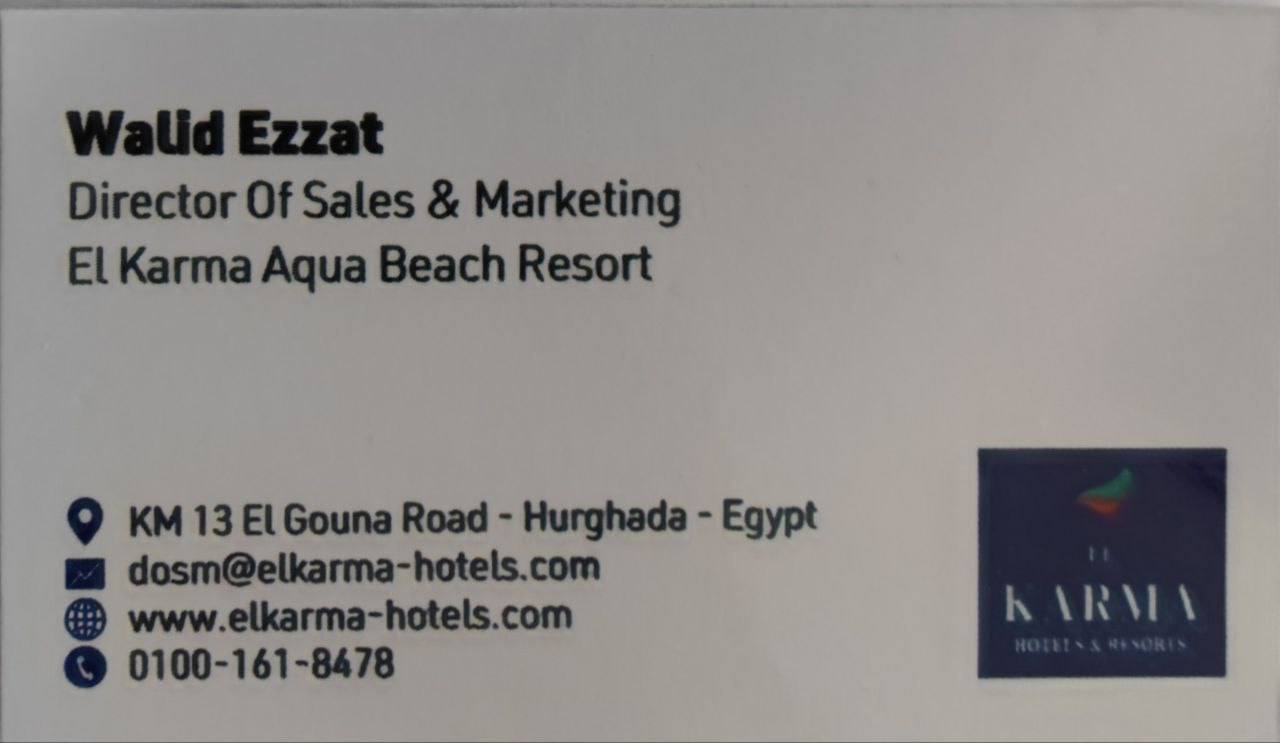 Walid Ezzat
Director Of Sales & Marketing
El Karma Aqua Beach Resort
KM 13 El Gouna Road - Hurghada - Egypt
dosm@elkarma-hotels.com
www.elkarma-hotels.com
0100-161-8478
EL
KARMA
HOTELS & RESORTS